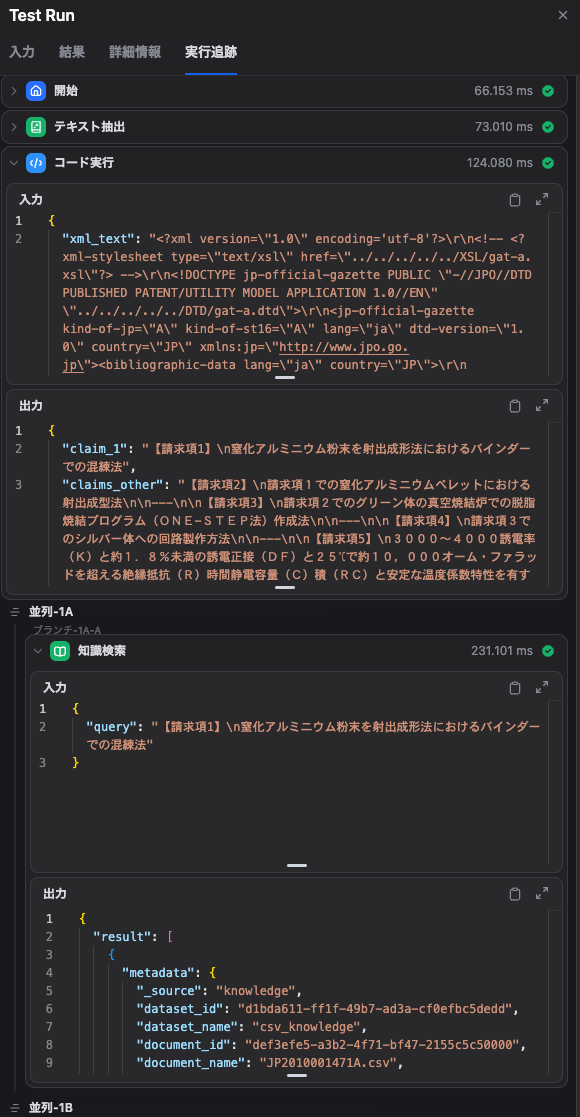 Test Run
入力 結果 詳細情報 実行追跡
開始 66.153 ms
テキスト抽出 73.010 ms
コード実行 124.080 ms
入力
1 {
2 "xml_text": "<?xml version=\"1.0\" encoding='utf-8'?>\r\n<!-- <?
xml-stylesheet type=\"text/xsl\" href=\"../../../../../XSL/gat-a.
xsl\"?> -->\r\n<!DOCTYPE jp-official-gazette PUBLIC \"-//JPO//DTD
PUBLISHED PATENT/UTILITY MODEL APPLICATION 1.0//EN\"
\"../../../../../DTD/gat-a.dtd\">\r\n<jp-official-gazette
kind-of-jp=\"A\" kind-of-st16=\"A\" lang=\"ja\" dtd-version=\"1.
0\" country=\"JP\" xmlns:jp=\"http://www.jpo.go.
jp\"><bibliographic-data lang=\"ja\" country=\"JP\">\r\n
出力
1 {
2 "claim_1": "【請求項1】\n窒化アルミニウム粉末を射出成形法におけるバインダー
での混練法",
3 "claims_other": "【請求項2】\n請求項１での窒化アルミニウムペレットにおける
射出成型法\n\n---\n\n【請求項3】\n請求項２でのグリーン体の真空焼結炉での脱脂
焼結プログラム（ＯＮＥ−ＳＴＥＰ法）作成法\n\n---\n\n【請求項4】\n請求項３で
のシルバー体への回路製作方法\n\n---\n\n【請求項5】\n３０００～４０００誘電率
（Ｋ）と約１．８％未満の誘電正接（ＤＦ）と２５℃で約１０，０００オーム・ファラッ
ドを超える絶縁抵抗（Ｒ）時間静電容量（Ｃ）積（ＲＣ）と安定な温度係数特性を有す
並列-1A
ブランチ-1A-A
知識検索 231.101 ms
入力
1 {
2 "query": "【請求項1】\n窒化アルミニウム粉末を射出成形法におけるバインダー
での混練法"
3 }
出力
1 {
2 "result": [
3 {
4 "metadata": {
5 "_source": "knowledge",
6 "dataset_id": "d1bda611-ff1f-49b7-ad3a-cf0efbc5dedd",
7 "dataset_name": "csv_knowledge",
8 "document_id": "def3efe5-a3b2-4f71-bf47-2155c5c50000",
9 "document_name": "JP2010001471A.csv",
並列-1B